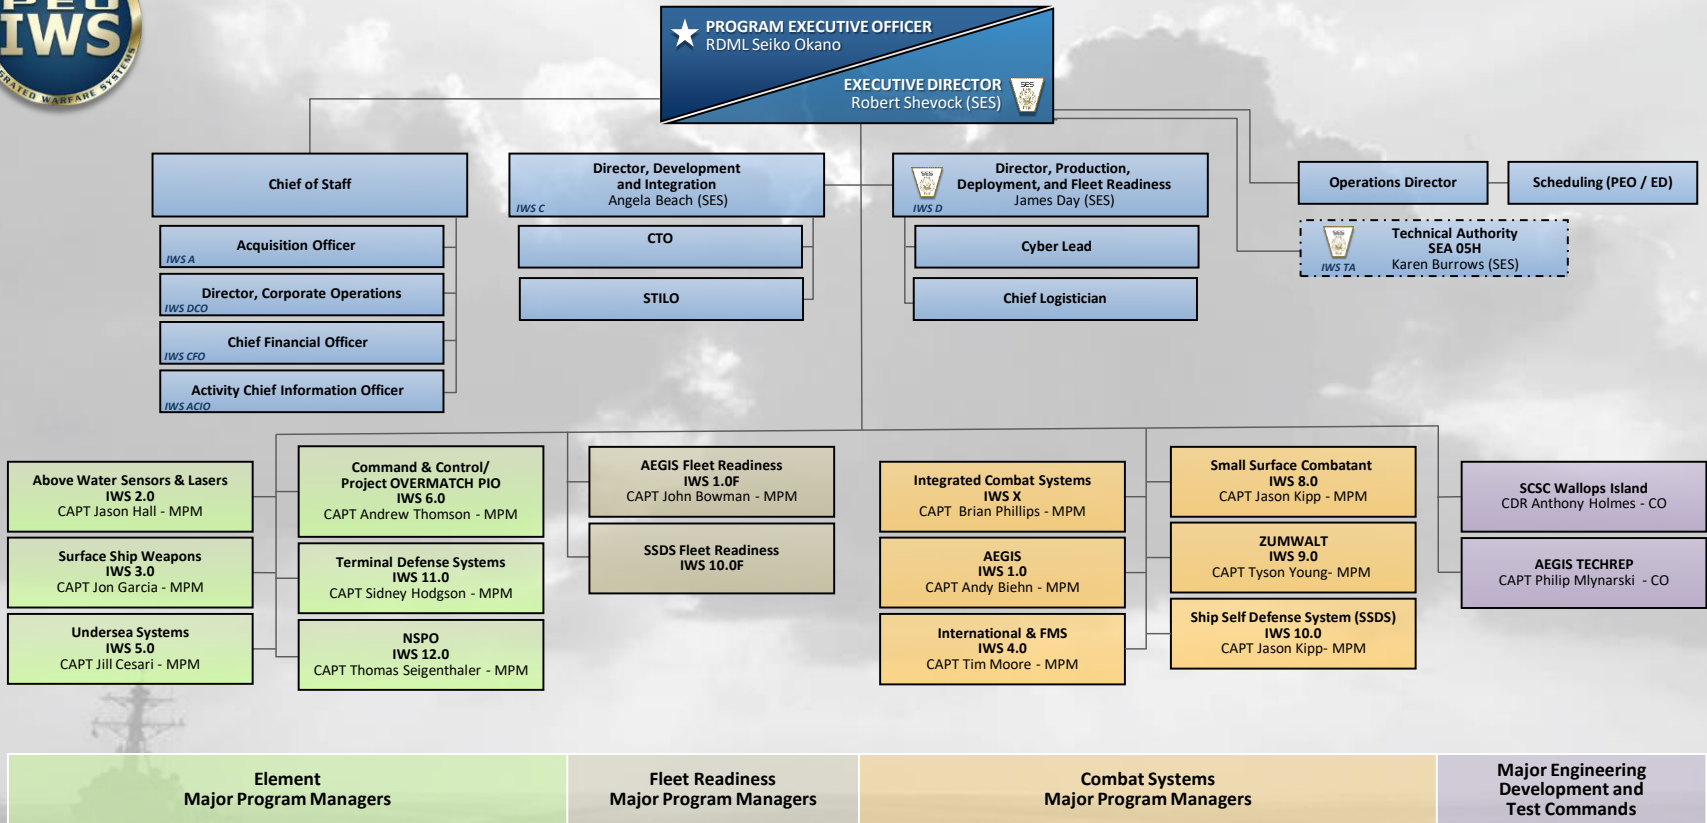 PEO
IWS
GRATED WARFARE SYSTEMS
PROGRAM EXECUTIVE OFFICER
RDML Seiko Okano
EXECUTIVE DIRECTOR
Robert Shevock (SES)
SES
Chief of Staff
Acquisition Officer
IWS A
Director, Corporate Operations
IWS DCO
Chief Financial Officer
IWS CFO
Activity Chief Information Officer
IWS ACIO
Director, Development
and Integration
Angela Beach (SES)
IWS C
CTO
STILO
SES
Director, Production,
Deployment, and Fleet Readiness
James Day (SES)
IWS D
Cyber Lead
Chief Logistician
Operations Director
Scheduling (PEO / ED)
SES
Technical Authority
SEA 05H
Karen Burrows (SES)
IWS TA
Above Water Sensors & Lasers
IWS 2.0
CAPT Jason Hall - MPM
Surface Ship Weapons
IWS 3.0
CAPT Jon Garcia - MPM
Undersea Systems
IWS 5.0
CAPT Jill Cesari - MPM
Command & Control/
Project OVERMATCH PIO
IWS 6.0
CAPT Andrew Thomson - MPM
Terminal Defense Systems
IWS 11.0
CAPT Sidney Hodgson - MPM
NSPO
IWS 12.0
CAPT Thomas Seigenthaler - MPM
AEGIS Fleet Readiness
IWS 1.0F
CAPT John Bowman - MPM
SSDS Fleet Readiness
IWS 10.0F
Integrated Combat Systems
IWS X
CAPT Brian Phillips - MPM
AEGIS
IWS 1.0
CAPT Andy Biehn - MPM
International & FMS
IWS 4.0
CAPT Tim Moore - MPM
Small Surface Combatant
IWS 8.0
CAPT Jason Kipp - MPM
ZUMWALT
IWS 9.0
CAPT Tyson Young- MPM
Ship Self Defense System (SSDS)
IWS 10.0
CAPT Jason Kipp- MPM
SCSC Wallops Island
CDR Anthony Holmes - CO
AEGIS TECHREP
CAPT Philip Mlynarski - CO
Element
Major Program Managers
Fleet Readiness
Major Program Managers
Combat Systems
Major Program Managers
Major Engineering
Development and
Test Commands